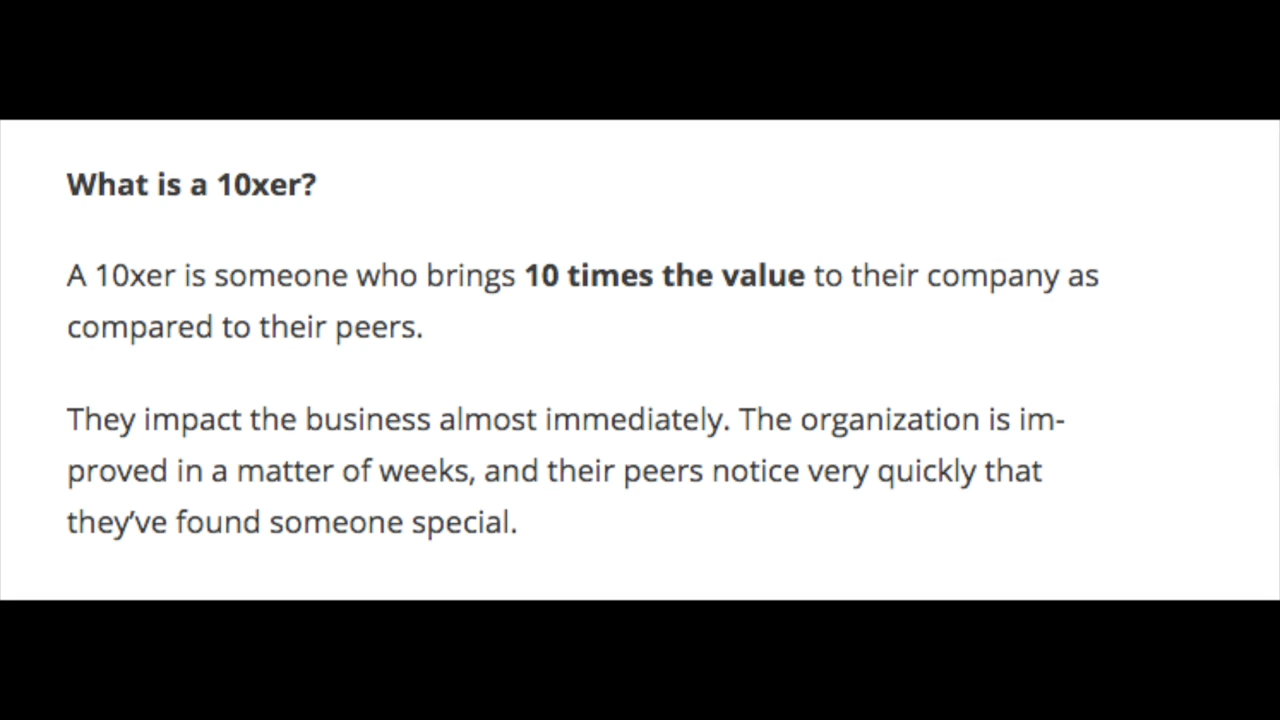 What is a 10xer?
A 10xer is someone who brings 10 times the value to their company as
compared to their peers.
They impact the business almost immediately. The organization is im-
proved in a matter of weeks, and their peers notice very quickly that
they’ve found someone special.